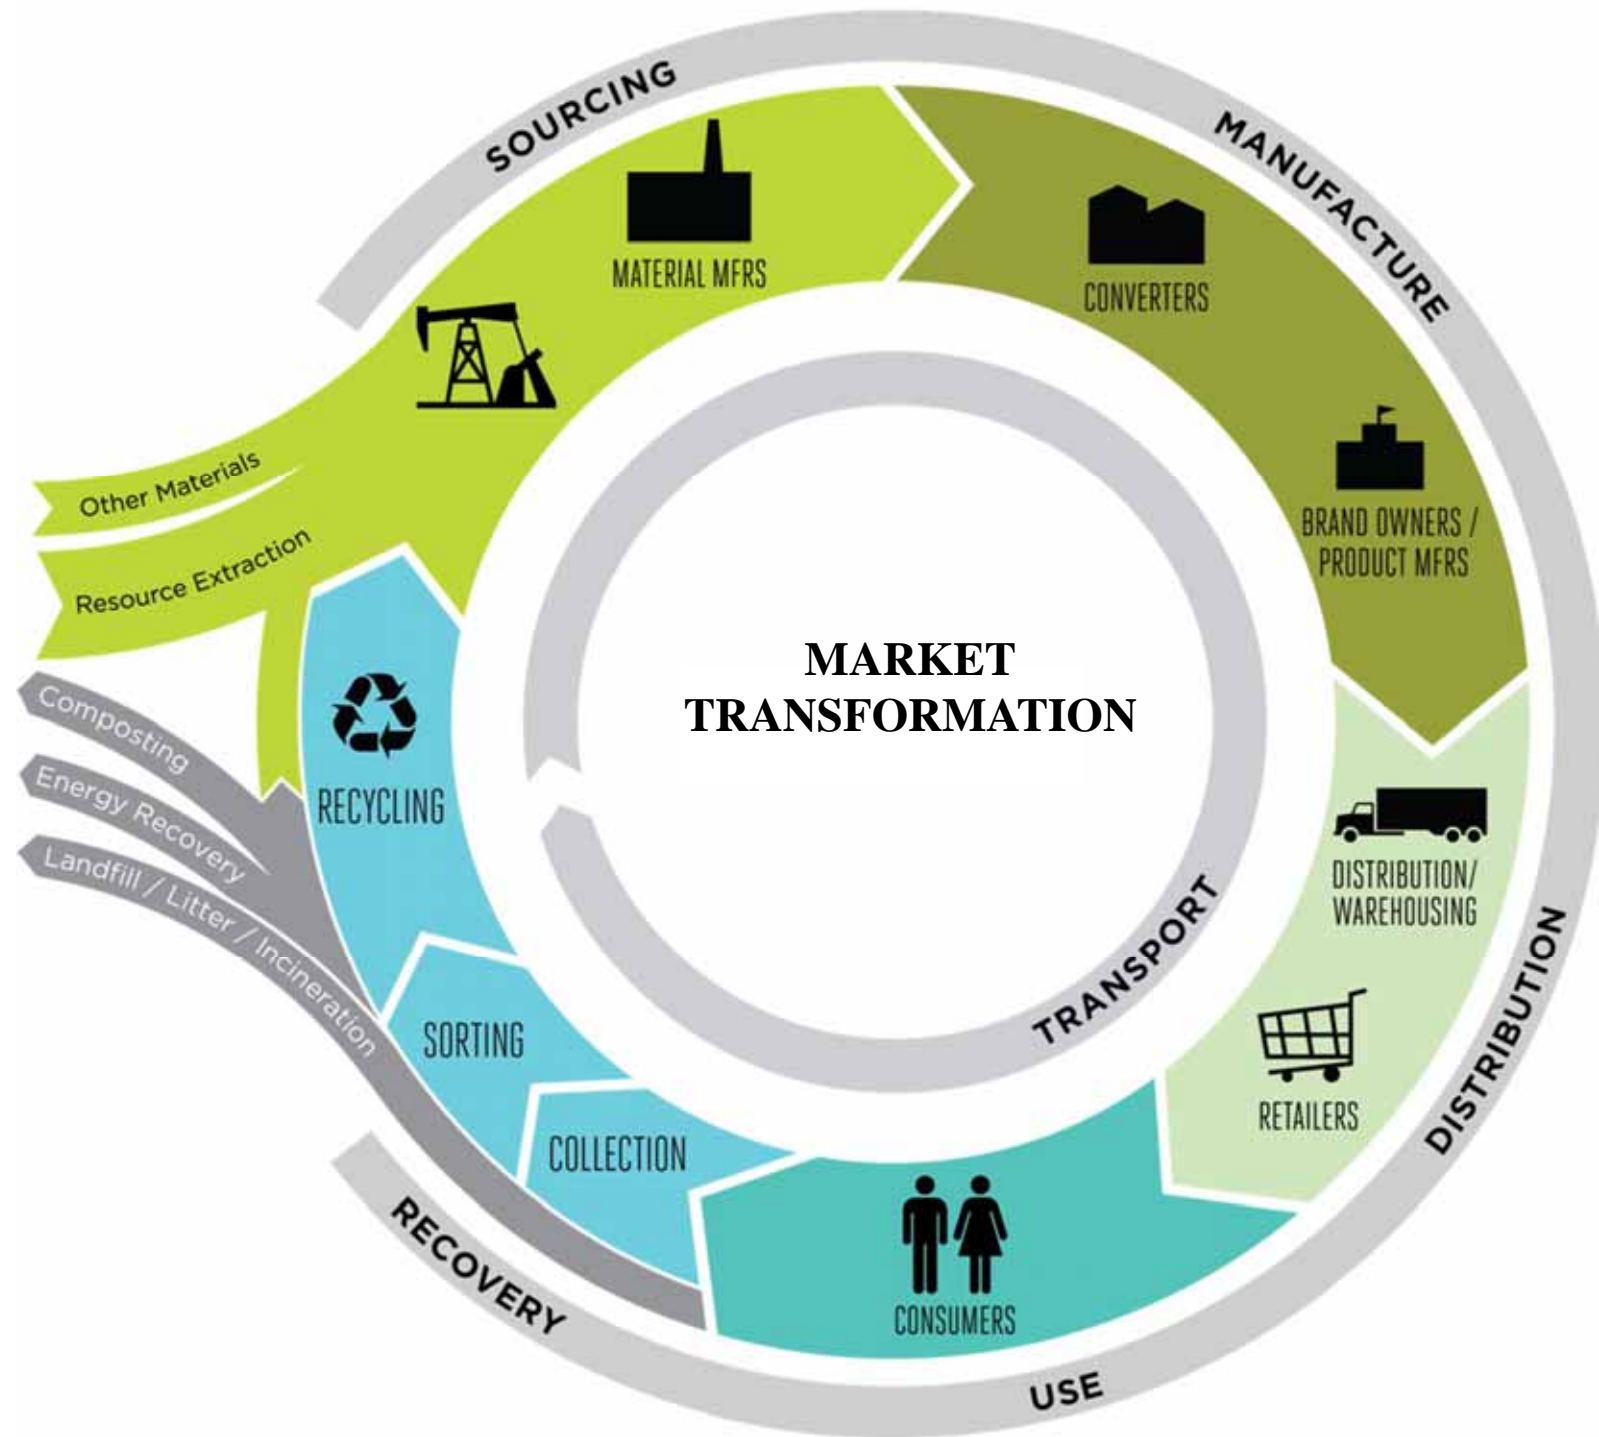 SOURCING
MANUFACTURE
MATERIAL MFRS
CONVERTERS
Other Materials
Resource Extraction
BRAND OWNERS /
PRODUCT MFRS
MARKET
TRANSFORMATION
Composting
Energy Recovery
Landfill / Litter / Incineration
RECYCLING
DISTRIBUTION/
WAREHOUSING
TRANSPORT
DISTRIBUTION
SORTING
RETAILERS
COLLECTION
CONSUMERS
RECOVERY
USE